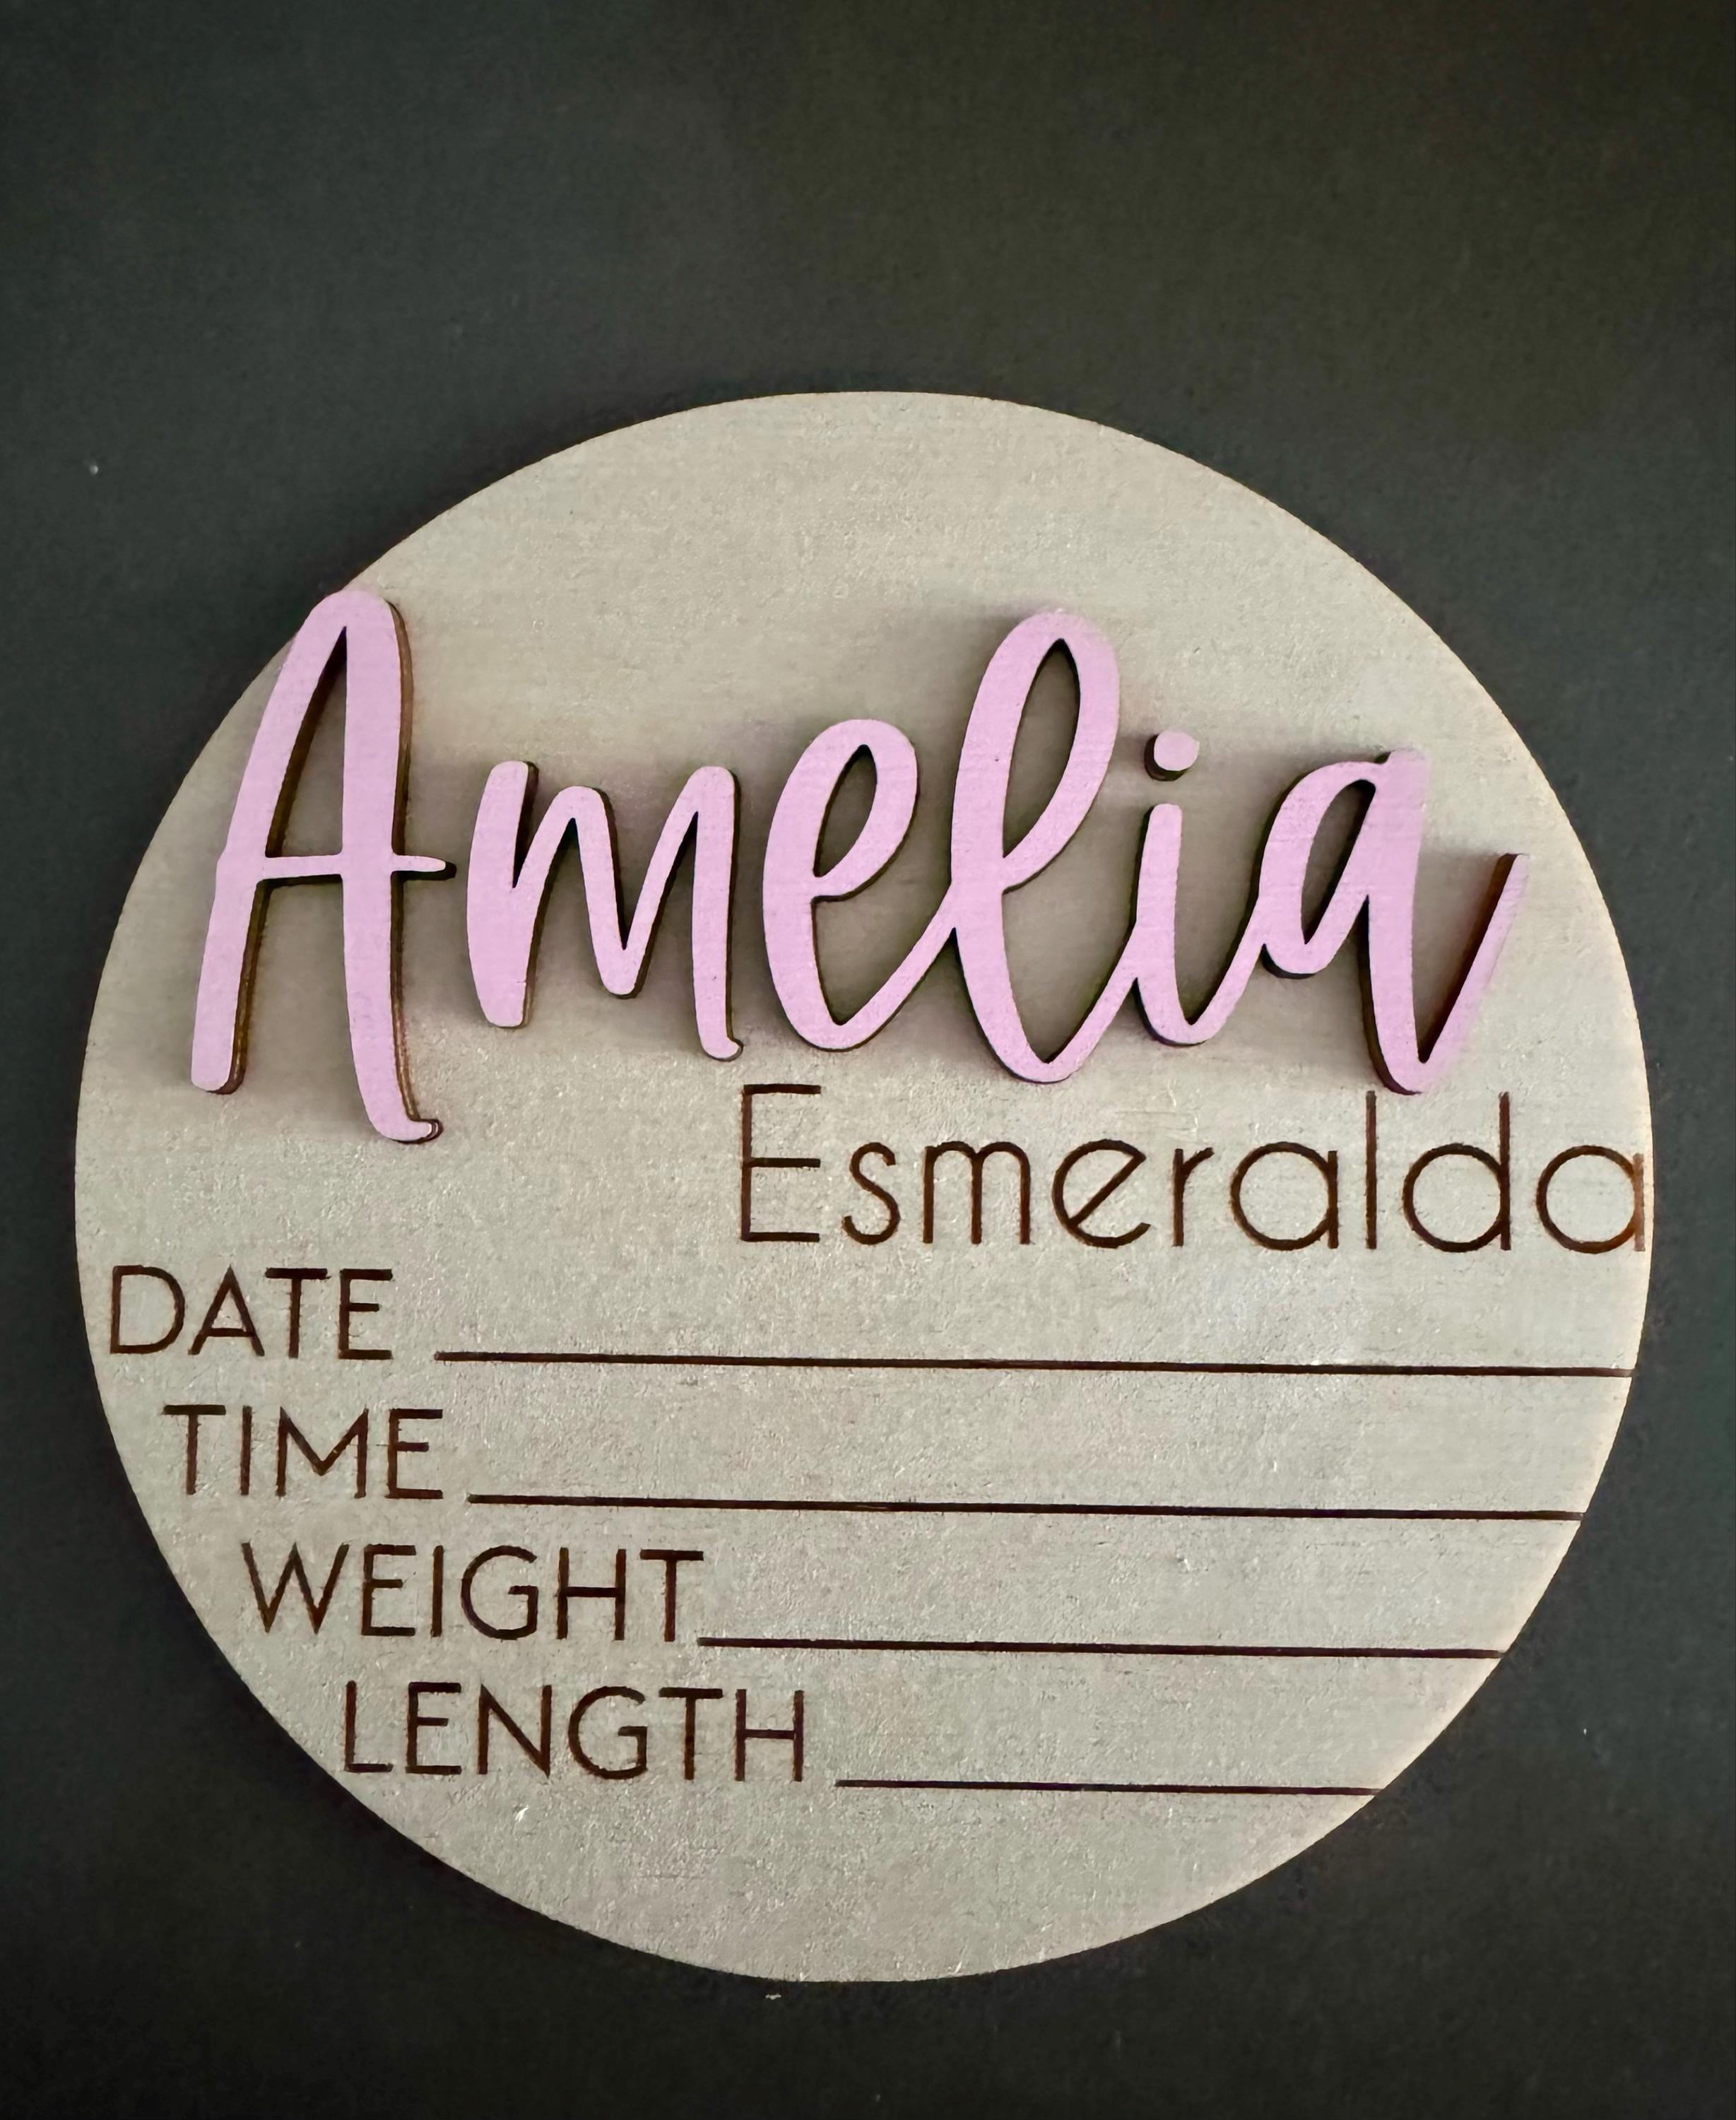 Amelia
Esmeralda
DATE
TIME
WEIGHT
LENGTH